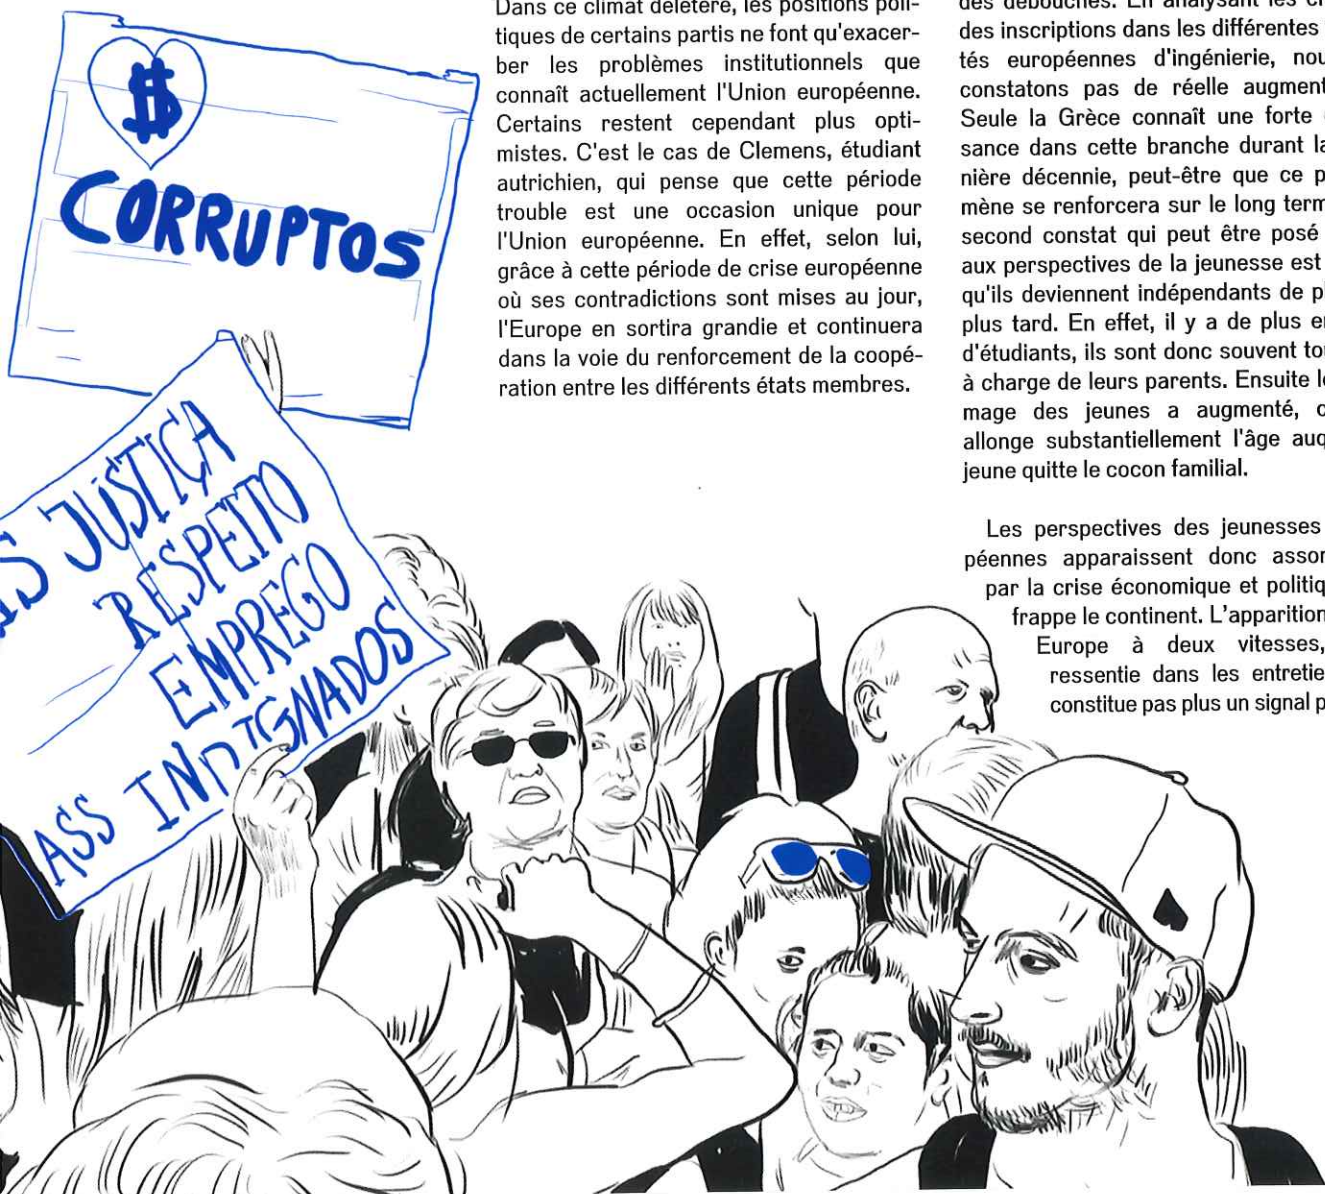 $
CORRUPTOS
JUSTIÇA
RESPEITO
EMPREGO
ASS INDIGNADOS
Dans ce climat délétère, les positions poli-
tiques de certains partis ne font qu'exacer-
ber les problèmes institutionnels que
connaît actuellement l'Union européenne.
Certains restent cependant plus opti-
mistes. C'est le cas de Clemens, étudiant
autrichien, qui pense que cette période
trouble est une occasion unique pour
l'Union européenne. En effet, selon lui,
grâce à cette période de crise européenne
où ses contradictions sont mises au jour,
l'Europe en sortira grandie et continuera
dans la voie du renforcement de la coopé-
ration entre les différents états membres.
des débouchés. En analysant les
des inscriptions dans les différentes
tés européennes d'ingénierie,
constatons pas de réelle
Seule la Grèce connaît une forte
sance dans cette branche durant
nière décennie, peut-être que ce
mène se renforcera sur le long
second constat qui peut être posé
aux perspectives de la jeunesse est
qu'ils deviennent indépendants de
plus tard. En effet, il y a de plus
d'étudiants, ils sont donc souvent
à charge de leurs parents. Ensuite
mage des jeunes a augmenté,
allonge substantiellement l'âge
jeune quitte le cocon familial.
Les perspectives des jeunesses
péennes apparaissent donc
par la crise économique et
frappe le continent. L'apparition
Europe à deux vitesses,
ressentie dans les
constitue pas plus un signal